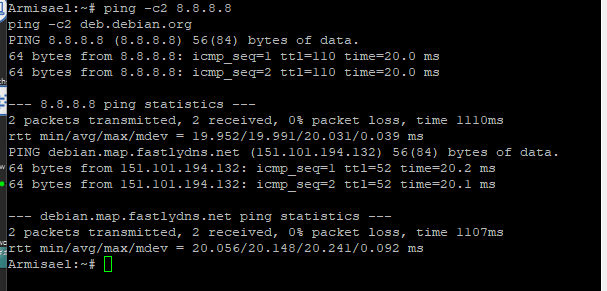 Armisael:~# ping -c2 8.8.8.8
ping -c2 deb.debian.org
PING 8.8.8.8 (8.8.8.8) 56(84) bytes of data.
64 bytes from 8.8.8.8: icmp_seq=1 ttl=110 time=20.0 ms
64 bytes from 8.8.8.8: icmp_seq=2 ttl=110 time=20.0 ms

--- 8.8.8.8 ping statistics ---
2 packets transmitted, 2 received, 0% packet loss, time 1110ms
rtt min/avg/max/mdev = 19.952/19.991/20.031/0.039 ms
PING debian.map.fastlydns.net (151.101.194.132) 56(84) bytes of data.
64 bytes from 151.101.194.132: icmp_seq=1 ttl=52 time=20.2 ms
64 bytes from 151.101.194.132: icmp_seq=2 ttl=52 time=20.1 ms

--- debian.map.fastlydns.net ping statistics ---
2 packets transmitted, 2 received, 0% packet loss, time 1107ms
rtt min/avg/max/mdev = 20.056/20.148/20.241/0.092 ms
Armisael:~#